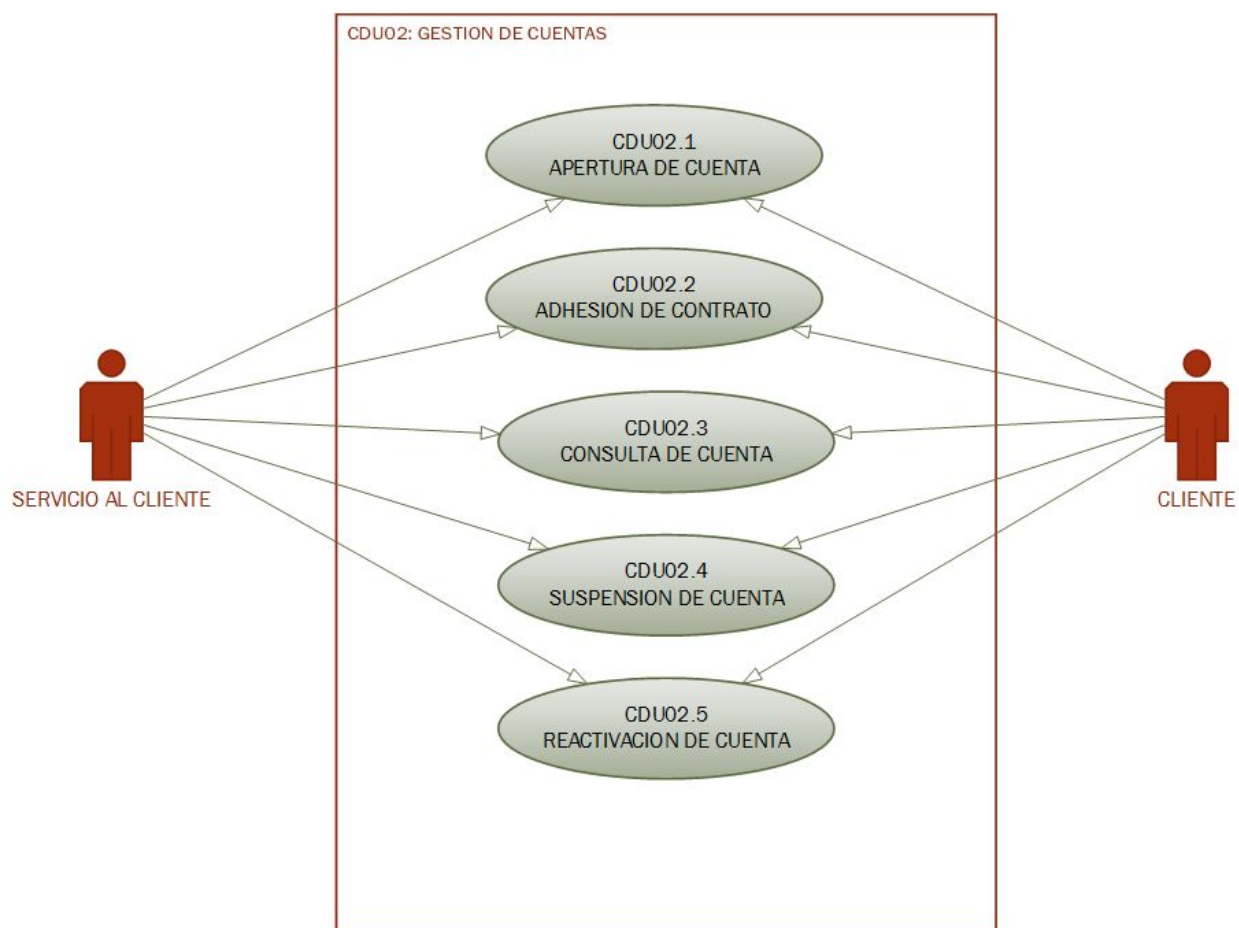 CDU02: GESTION DE CUENTAS
CDU02.1
APERTURA DE CUENTA
CDU02.2
ADHESION DE CONTRATO
CDU02.3
CONSULTA DE CUENTA
CDU02.4
SUSPENSION DE CUENTA
CDU02.5
REACTIVACION DE CUENTA
SERVICIO AL CLIENTE
CLIENTE